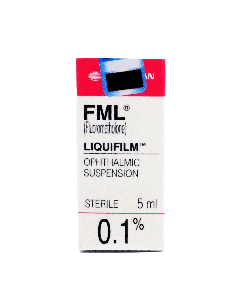 FML®
(Fluorometholone)
LIQUIFILM™
OPHTHALMIC
SUSPENSION
STERILE 5 ml
0.1%